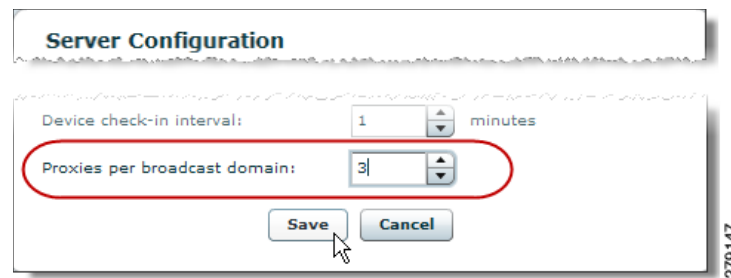 Server Configuration
Device check-in interval: 1 minutes
Proxies per broadcast domain: 3
Save Cancel
279147